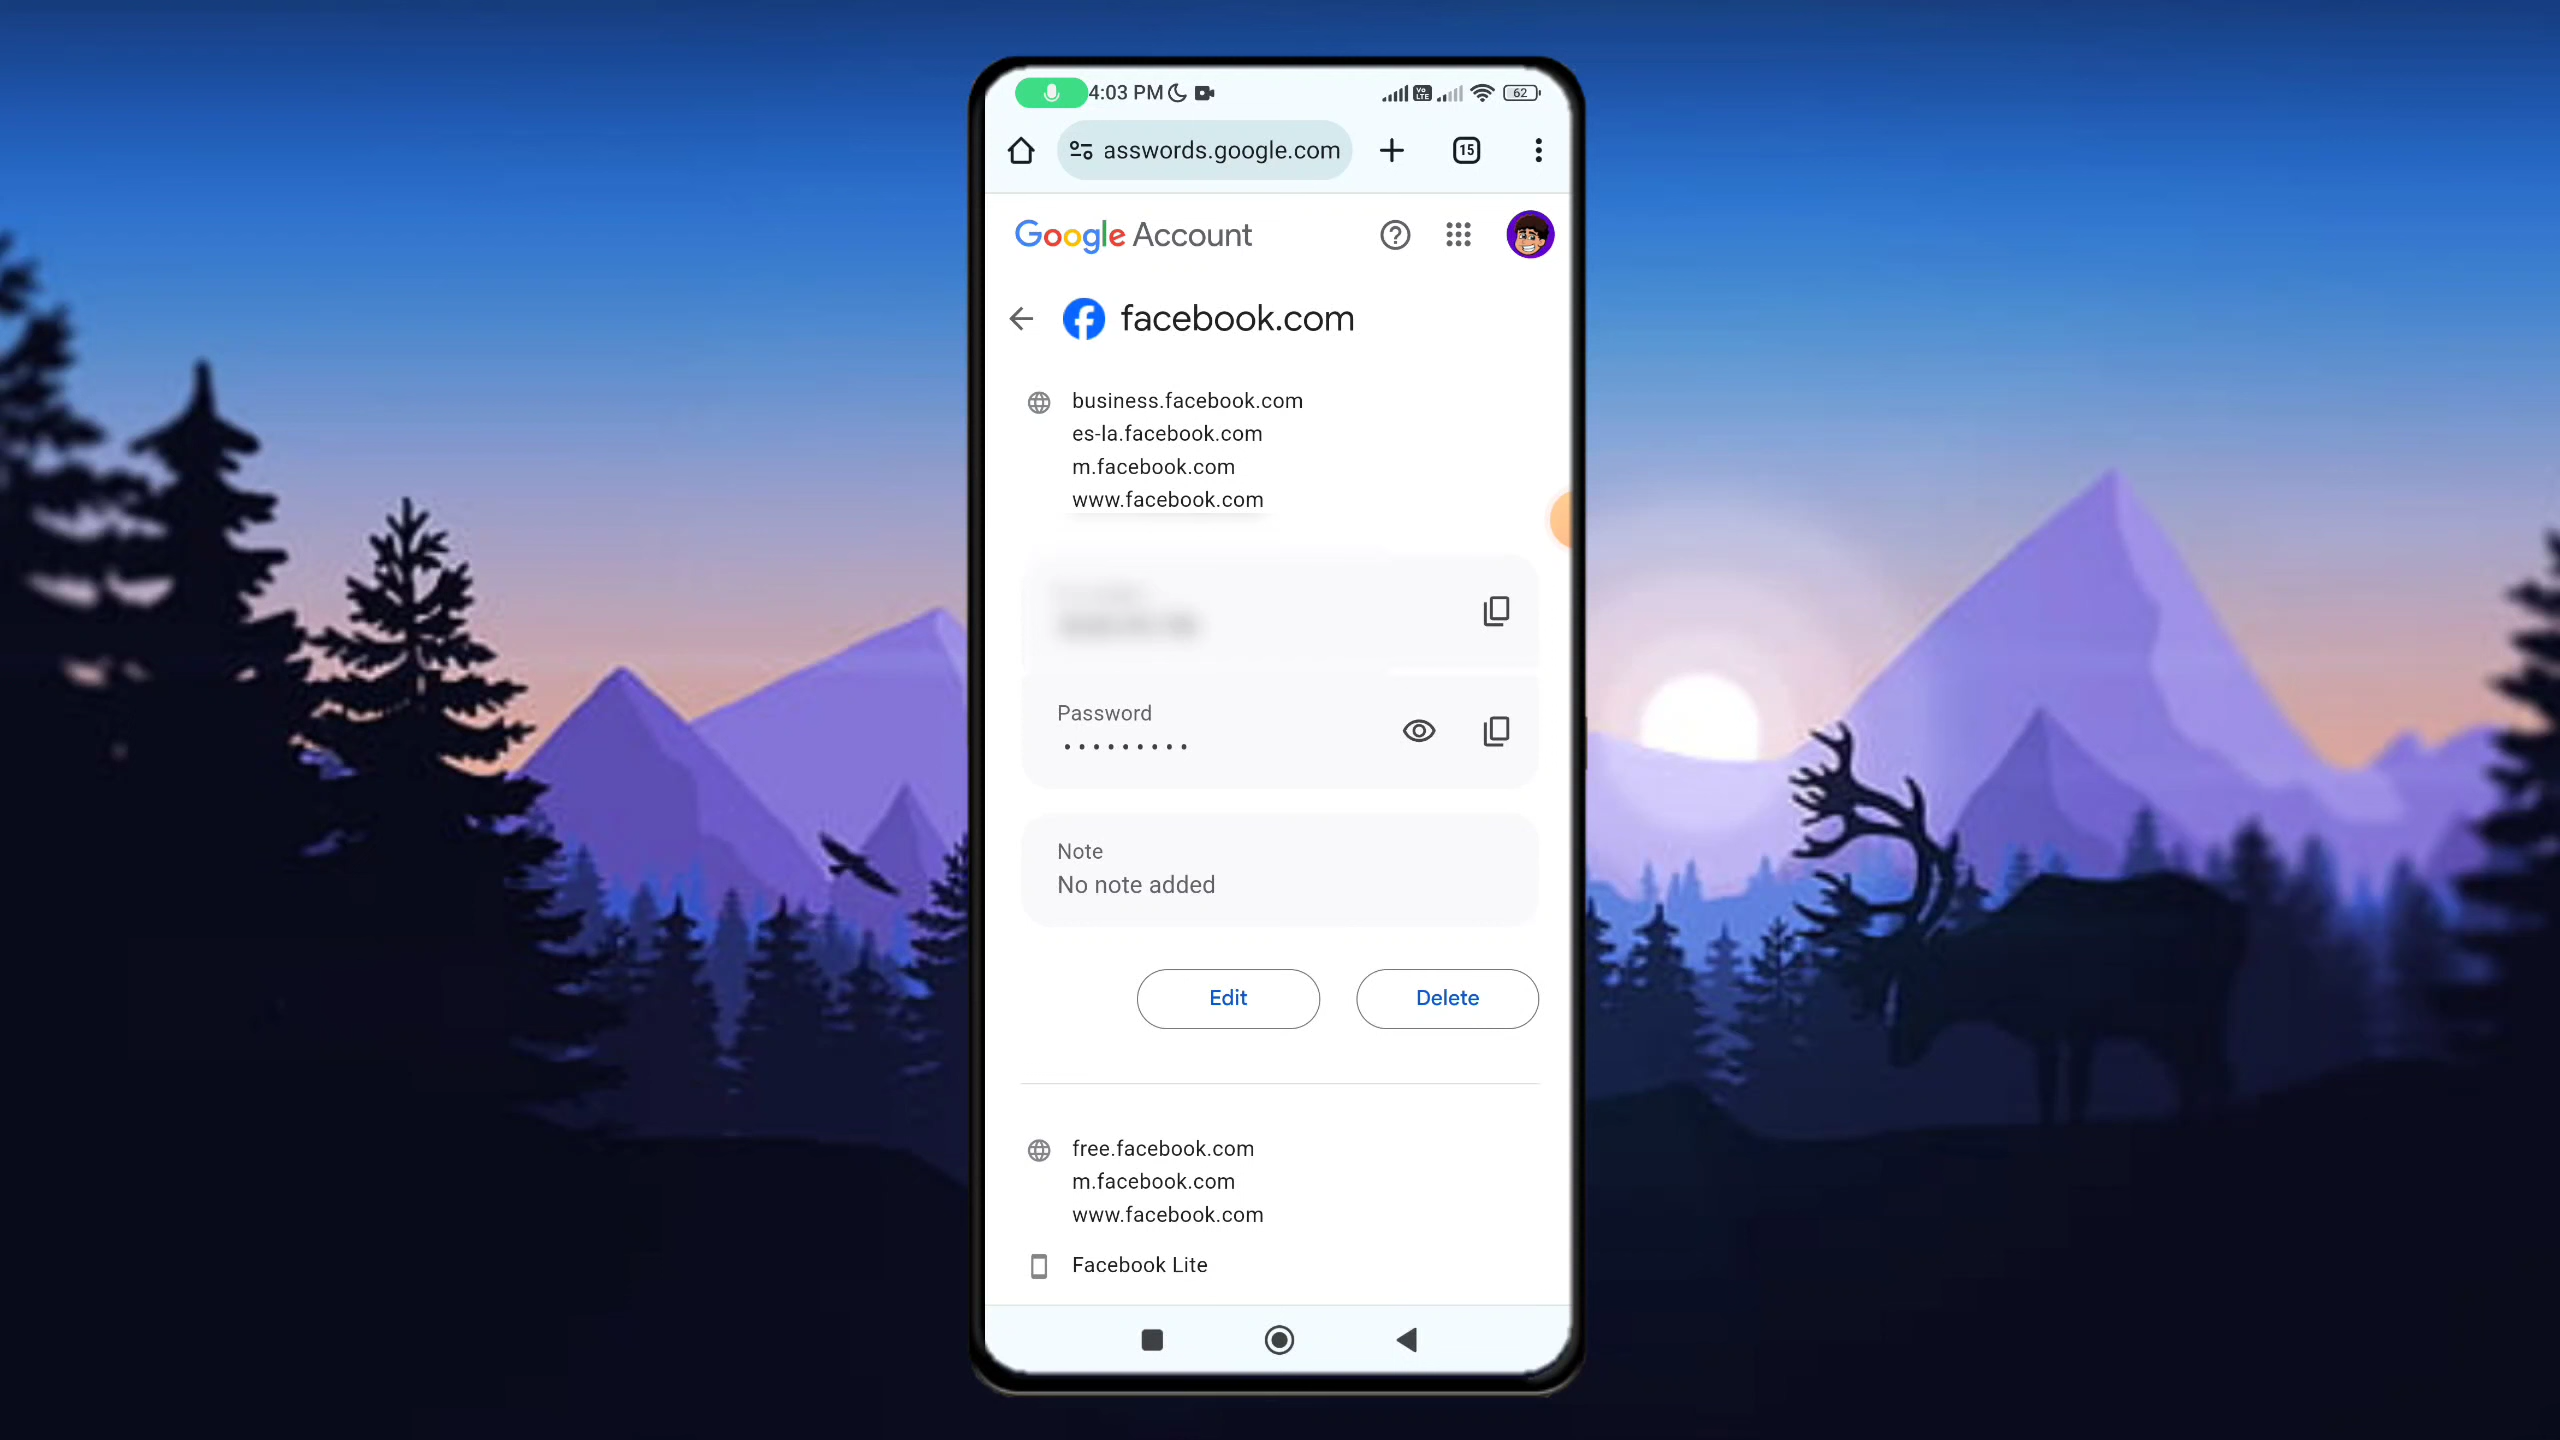 4:03 PM
Vo LTE
62
asswords.google.com
15
Google Account
facebook.com
business.facebook.com
es-la.facebook.com
m.facebook.com
www.facebook.com
Password
•••••••••
Note
No note added
Edit
Delete
free.facebook.com
m.facebook.com
www.facebook.com
Facebook Lite